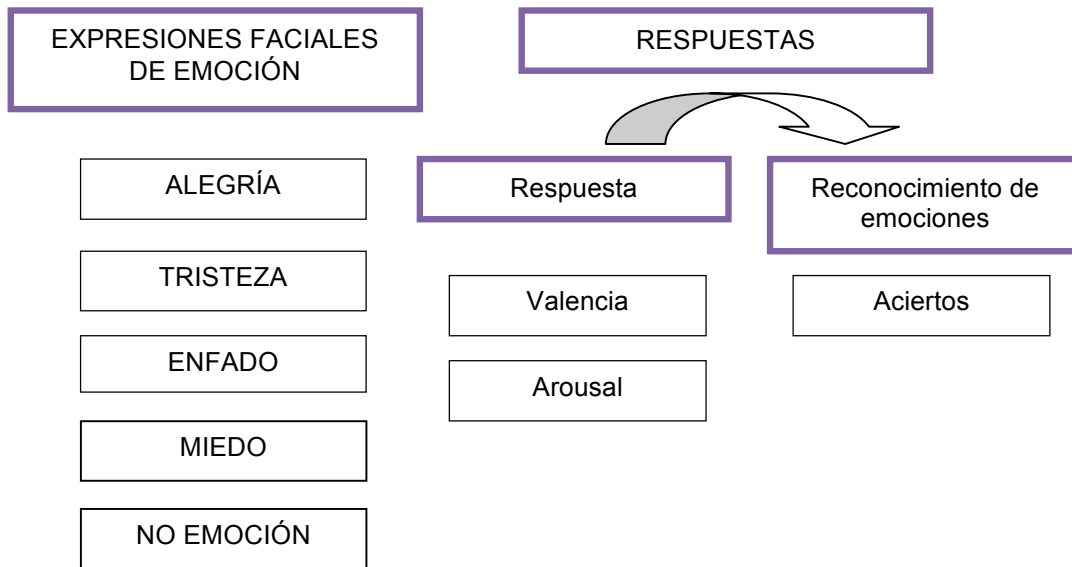 EXPRESIONES FACIALES
DE EMOCIÓN
RESPUESTAS
ALEGRÍA
TRISTEZA
ENFADO
MIEDO
NO EMOCIÓN
Respuesta
Valencia
Arousal
Reconocimiento de
emociones
Aciertos